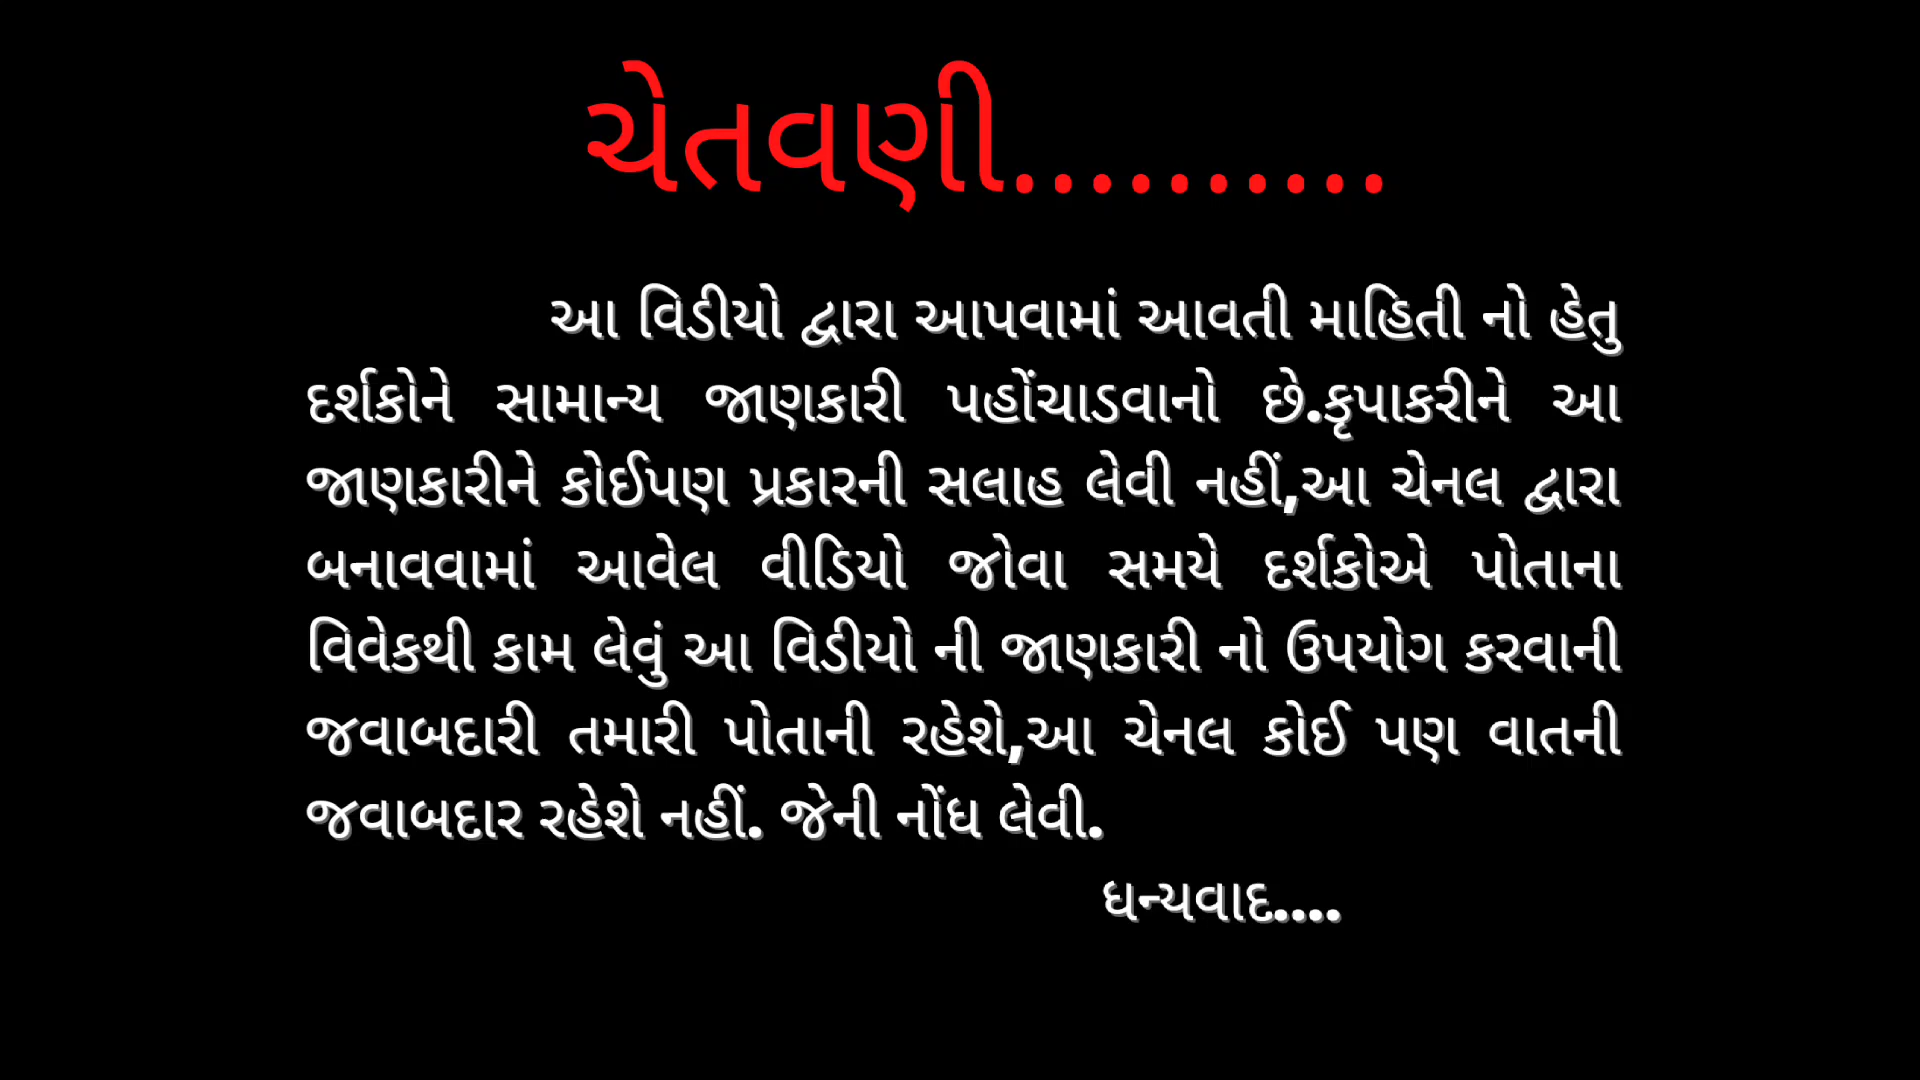 ચેતવણી..........
આ વિડીયો દ્વારા આપવામાં આવતી માહિતી નો હેતુ
દર્શકોને સામાન્ય જાણકારી પહોંચાડવાનો છે.કૃપાકરીને આ
જાણકારીને કોઈપણ પ્રકારની સલાહ લેવી નહીં,આ ચેનલ દ્વારા
બનાવવામાં આવેલ વીડિયો જોવા સમયે દર્શકોએ પોતાના
વિવેકથી કામ લેવું આ વિડીયો ની જાણકારી નો ઉપયોગ કરવાની
જવાબદારી તમારી પોતાની રહેશે,આ ચેનલ કોઈ પણ વાતની
જવાબદાર રહેશે નહીં. જેની નોંધ લેવી.
ધન્યવાદ....